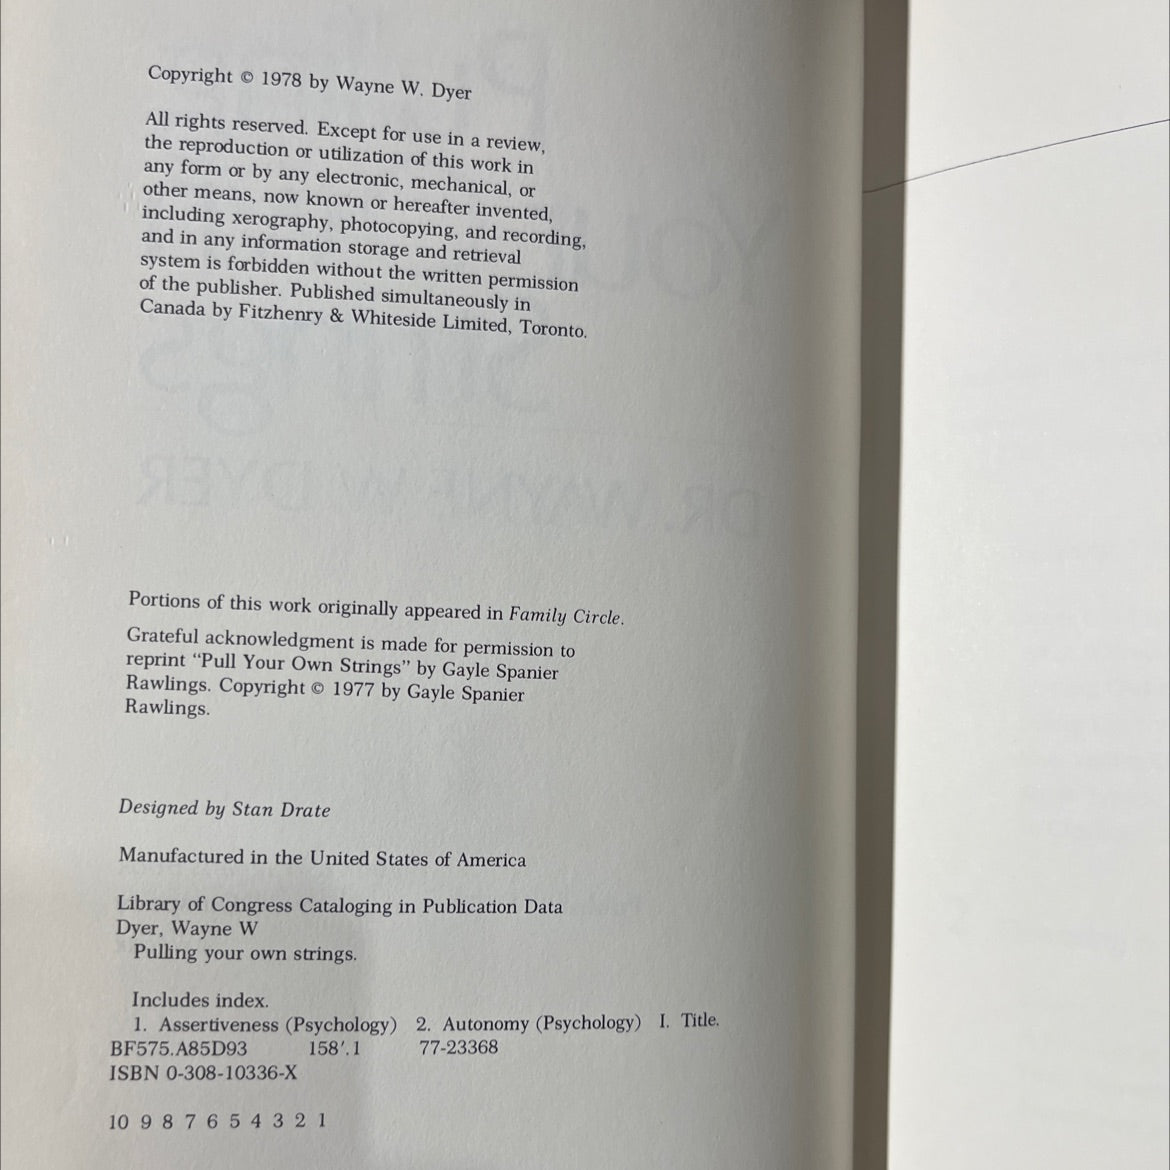 Copyright © 1978 by Wayne W. Dyer
All rights reserved. Except for use in a review,
the reproduction or utilization of this work in
any form or by any electronic, mechanical, or
other means, now known or hereafter invented,
including xerography, photocopying, and recording,
and in any information storage and retrieval
system is forbidden without the written permission
of the publisher. Published simultaneously in
Canada by Fitzhenry & Whiteside Limited, Toronto.
Portions of this work originally appeared in Family Circle.
Grateful acknowledgment is made for permission to
reprint “Pull Your Own Strings” by Gayle Spanier
Rawlings. Copyright © 1977 by Gayle Spanier
Rawlings.
Designed by Stan Drate
Manufactured in the United States of America
Library of Congress Cataloging in Publication Data
Dyer, Wayne W
Pulling your own strings.
Includes index.
1. Assertiveness (Psychology) 2. Autonomy (Psychology) I. Title.
BF575.A85D93 158′.1 77-23368
ISBN 0-308-10336-X
10 9 8 7 6 5 4 3 2 1